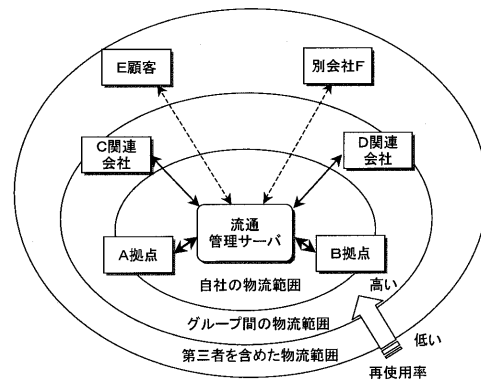 E顧客
別会社F
C関連
会社
D関連
会社
流通
管理サーバ
A拠点
B拠点
自社の物流範囲
高い
グループ間の物流範囲
低い
第三者を含めた物流範囲
再使用率